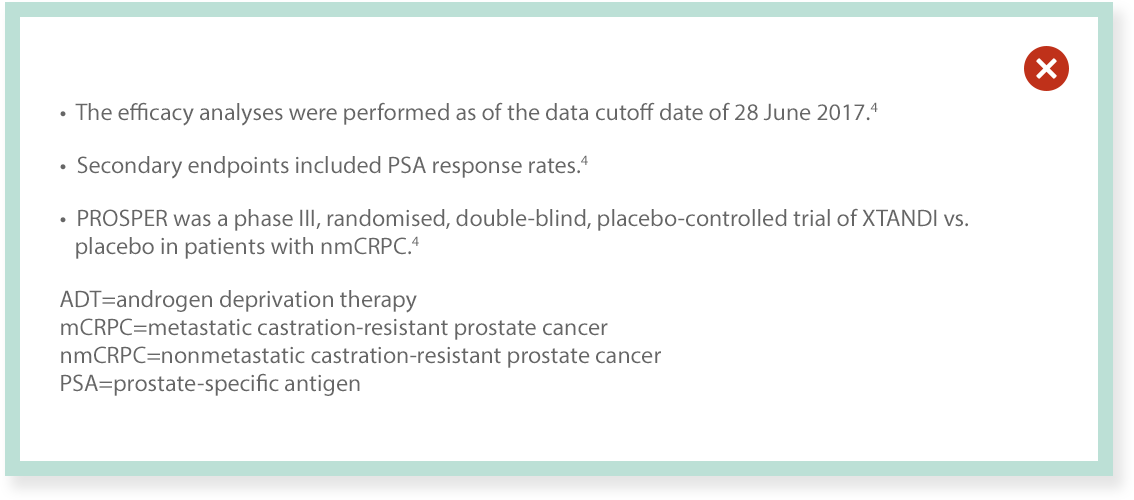 • The efficacy analyses were performed as of the data cutoff date of 28 June 2017.⁴
• Secondary endpoints included PSA response rates.⁴
• PROSPER was a phase III, randomised, double-blind, placebo-controlled trial of XTANDI vs.
placebo in patients with nmCRPC.⁴
ADT=androgen deprivation therapy
mCRPC=metastatic castration-resistant prostate cancer
nmCRPC=nonmetastatic castration-resistant prostate cancer
PSA=prostate-specific antigen